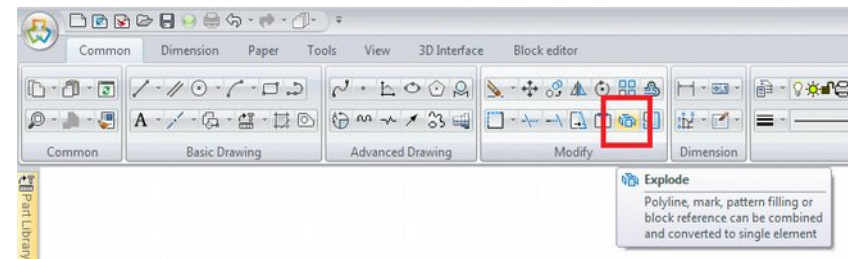 Common Dimension Paper Tools View 3D Interface Block editor
A
Common Basic Drawing Advanced Drawing Modify Dimension
Explode
Polyline, mark, pattern filling or
block reference can be combined
and converted to single element
Part Library